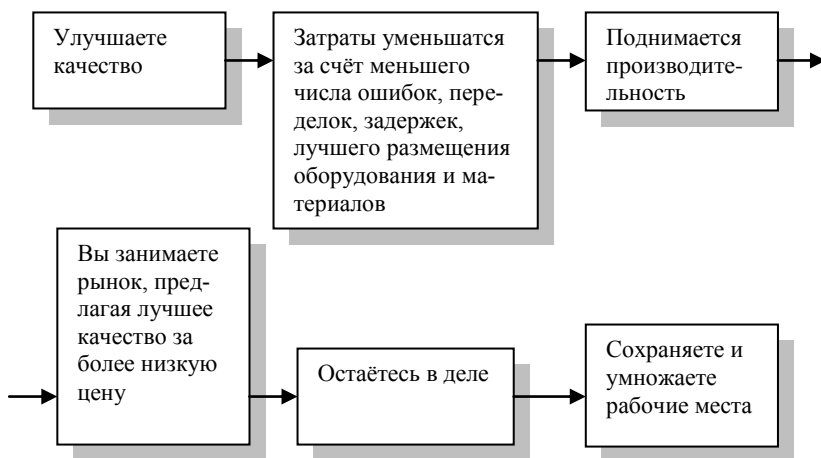 Улучшаете
качество
Затраты уменьшатся
за счёт меньшего
числа ошибок, пере-
делок, задержек,
лучшего размещения
оборудования и ма-
териалов
Поднимается
производите-
льность
Вы занимаете
рынок, пред-
лагая лучшее
качество за
более низкую
цену
Остаётесь в деле
Сохраняете и
умножаете
рабочие места